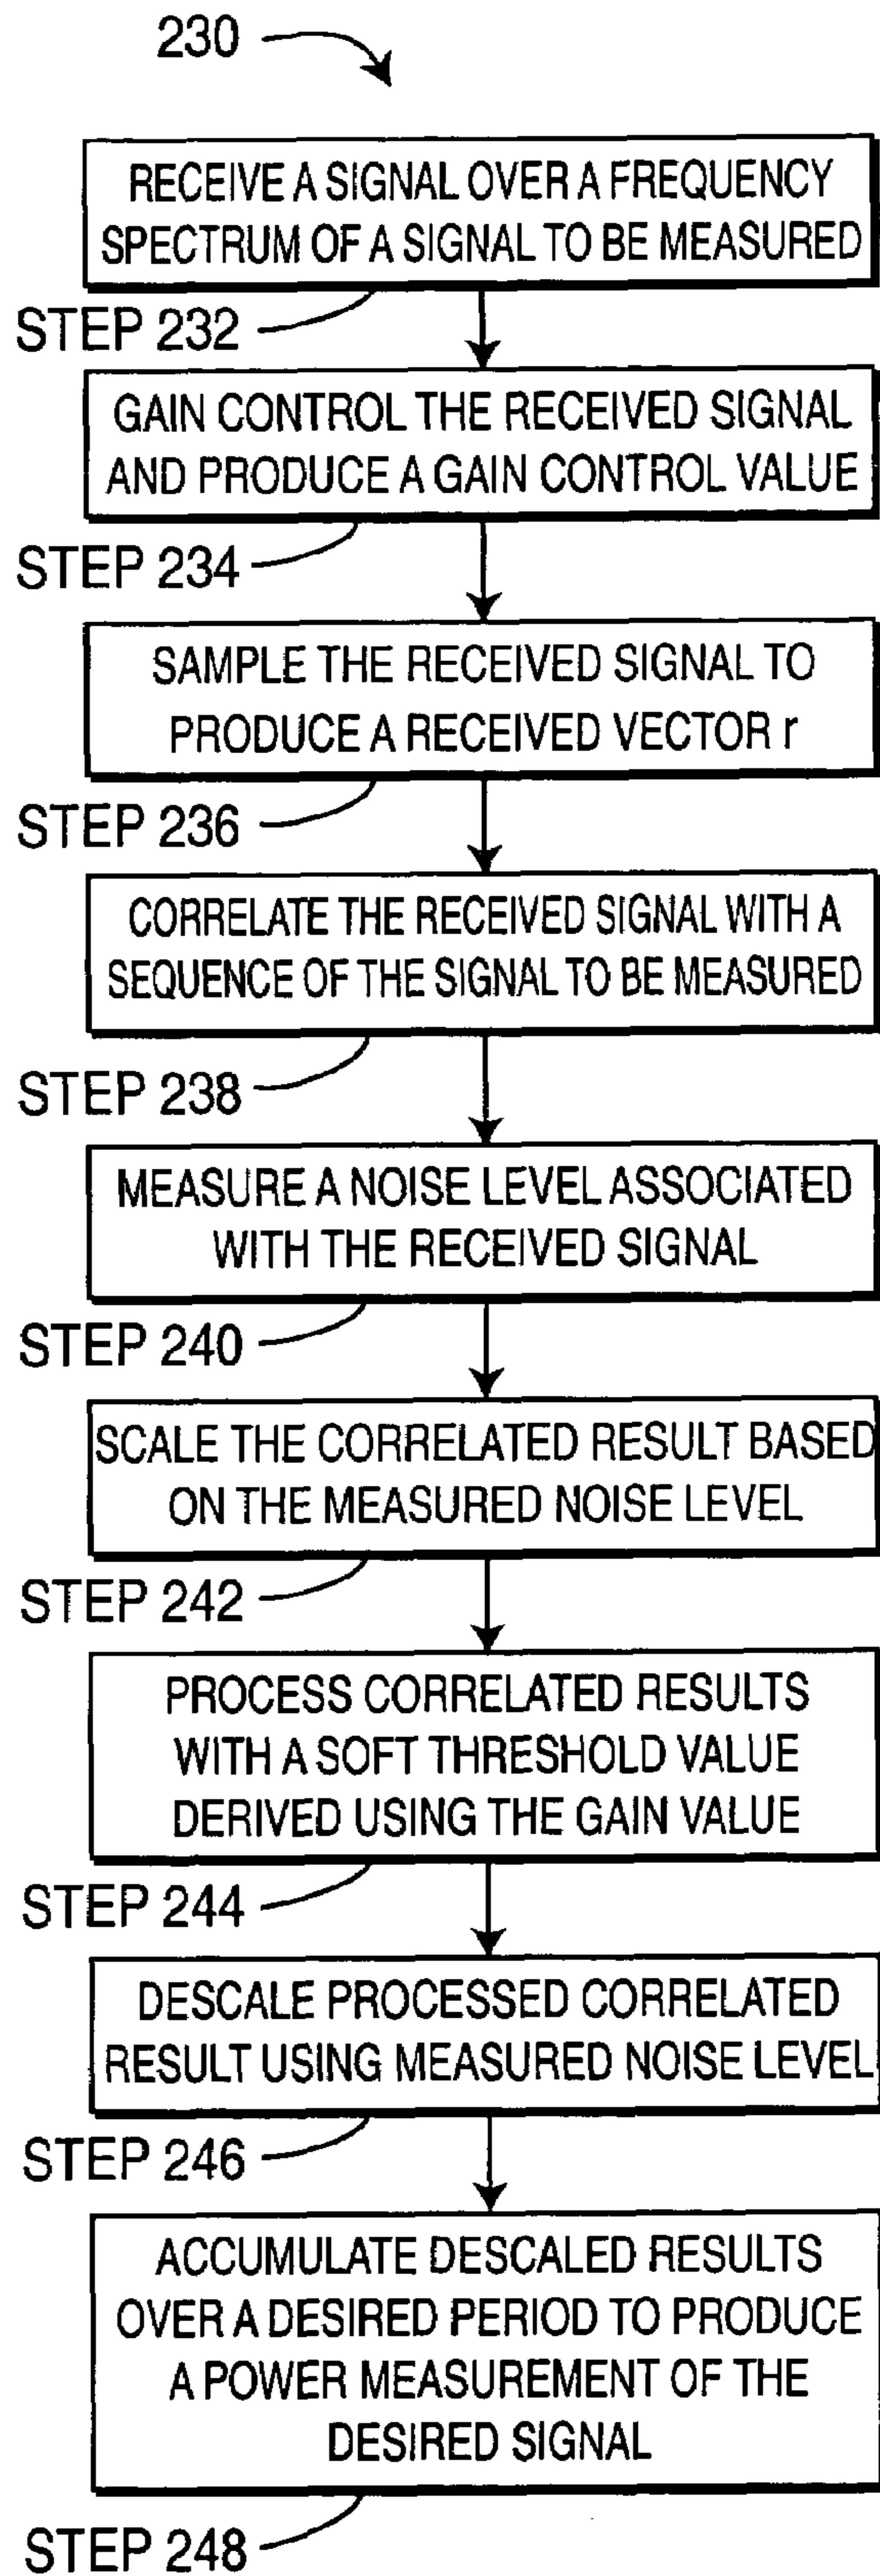 230
RECEIVE A SIGNAL OVER A FREQUENCY
SPECTRUM OF A SIGNAL TO BE MEASURED
STEP 232
GAIN CONTROL THE RECEIVED SIGNAL
AND PRODUCE A GAIN CONTROL VALUE
STEP 234
SAMPLE THE RECEIVED SIGNAL TO
PRODUCE A RECEIVED VECTOR r
STEP 236
CORRELATE THE RECEIVED SIGNAL WITH A
SEQUENCE OF THE SIGNAL TO BE MEASURED
STEP 238
MEASURE A NOISE LEVEL ASSOCIATED
WITH THE RECEIVED SIGNAL
STEP 240
SCALE THE CORRELATED RESULT BASED
ON THE MEASURED NOISE LEVEL
STEP 242
PROCESS CORRELATED RESULTS
WITH A SOFT THRESHOLD VALUE
DERIVED USING THE GAIN VALUE
STEP 244
DESCALE PROCESSED CORRELATED
RESULT USING MEASURED NOISE LEVEL
STEP 246
ACCUMULATE DESCALED RESULTS
OVER A DESIRED PERIOD TO PRODUCE
A POWER MEASUREMENT OF THE
DESIRED SIGNAL
STEP 248